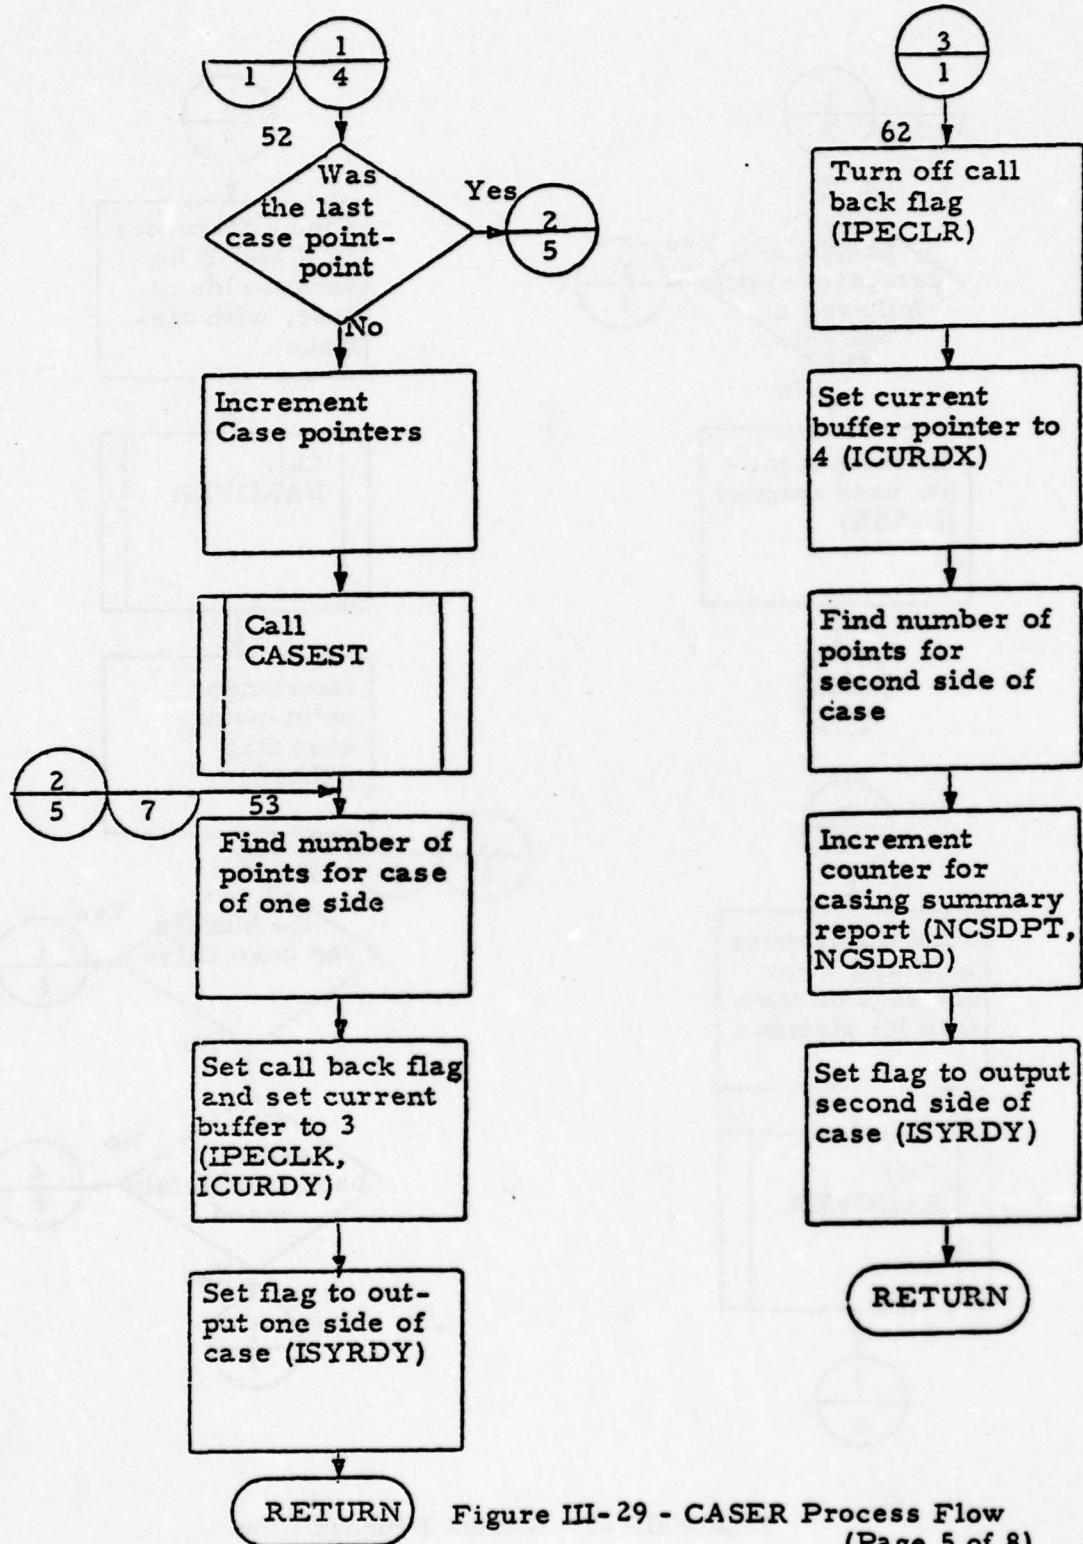 1
1
4
52
Was
the last
case point-
point
Yes
2
5
No
Increment
Case pointers
Call
CASEST
2
5
7
53
Find number of
points for case
of one side
Set call back flag
and set current
buffer to 3
(IPECLK,
ICURDY)
Set flag to out-
put one side of
case (ISYRDY)
RETURN
3
1
62
Turn off call
back flag
(IPECLR)
Set current
buffer pointer to
4 (ICURDX)
Find number of
points for
second side of
case
Increment
counter for
casing summary
report (NCSDPT,
NCSDRD)
Set flag to output
second side of
case (ISYRDY)
RETURN
Figure III-29 - CASER Process Flow
(Page 5 of 8)